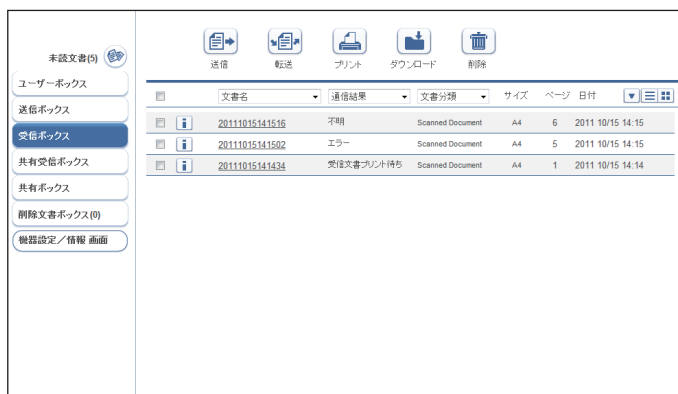 未読文書(5)
ユーザーボックス
送信ボックス
受信ボックス
共有受信ボックス
共有ボックス
削除文書ボックス(0)
機器設定／情報 画面
送信 転送 プリント ダウンロード 削除
文書名 通信結果 文書分類 サイズ ページ 日付
i 20111015141516 不明 Scanned Document A4 6 2011 10/15 14:15
i 20111015141502 エラー Scanned Document A4 5 2011 10/15 14:15
i 20111015141434 受信文書プリント待ち Scanned Document A4 1 2011 10/15 14:14